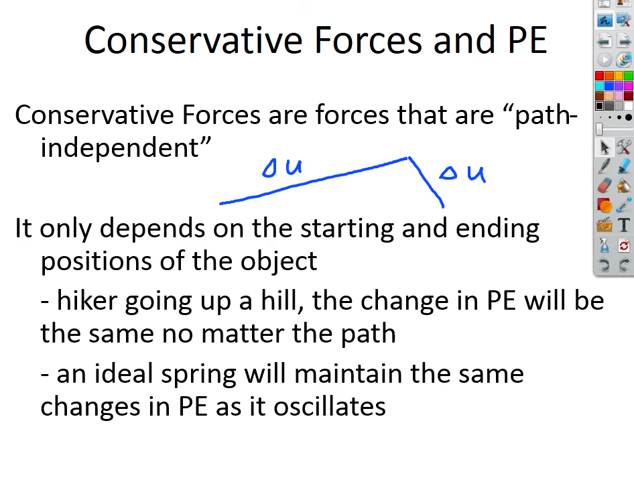 Conservative Forces and PE
Conservative Forces are forces that are “path-
independent”
Δu
Δu
It only depends on the starting and ending
positions of the object
- hiker going up a hill, the change in PE will be
the same no matter the path
- an ideal spring will maintain the same
changes in PE as it oscillates
T